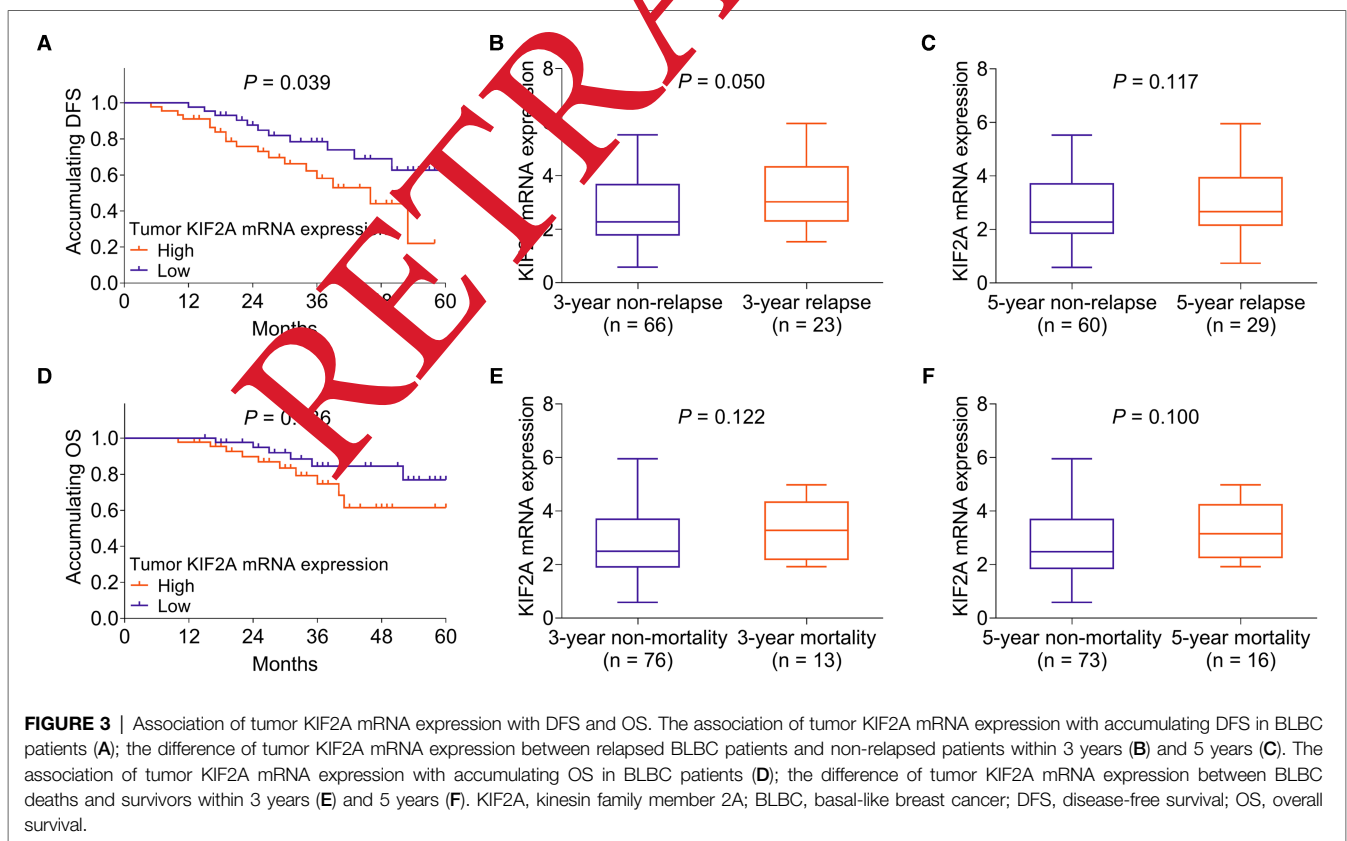 A
P = 0.039
Accumulating DFS
1.0
0.8
0.6
0.4
0.2
0.0
Tumor KIF2A mRNA expression
High
Low
0 12 24 36 60
Months
B
P = 0.050
KIF2A mRNA expression
8
4
2
0
3-year non-relapse 3-year relapse
(n = 66) (n = 23)
C
P = 0.117
KIF2A mRNA expression
8
6
4
2
0
5-year non-relapse 5-year relapse
(n = 60) (n = 29)
D
P =
Accumulating OS
1.0
0.8
0.6
0.4
0.2
0.0
Tumor KIF2A mRNA expression
High
Low
0 12 24 36 48 60
Months
E
P = 0.122
KIF2A mRNA expression
8
6
4
2
0
3-year non-mortality 3-year mortality
(n = 76) (n = 13)
F
P = 0.100
KIF2A mRNA expression
8
6
4
2
0
5-year non-mortality 5-year mortality
(n = 73) (n = 16)
RETRA
FIGURE 3 | Association of tumor KIF2A mRNA expression with DFS and OS. The association of tumor KIF2A mRNA expression with accumulating DFS in BLBC
patients (A); the difference of tumor KIF2A mRNA expression between relapsed BLBC patients and non-relapsed patients within 3 years (B) and 5 years (C). The
association of tumor KIF2A mRNA expression with accumulating OS in BLBC patients (D); the difference of tumor KIF2A mRNA expression between BLBC
deaths and survivors within 3 years (E) and 5 years (F). KIF2A, kinesin family member 2A; BLBC, basal-like breast cancer; DFS, disease-free survival; OS, overall
survival.